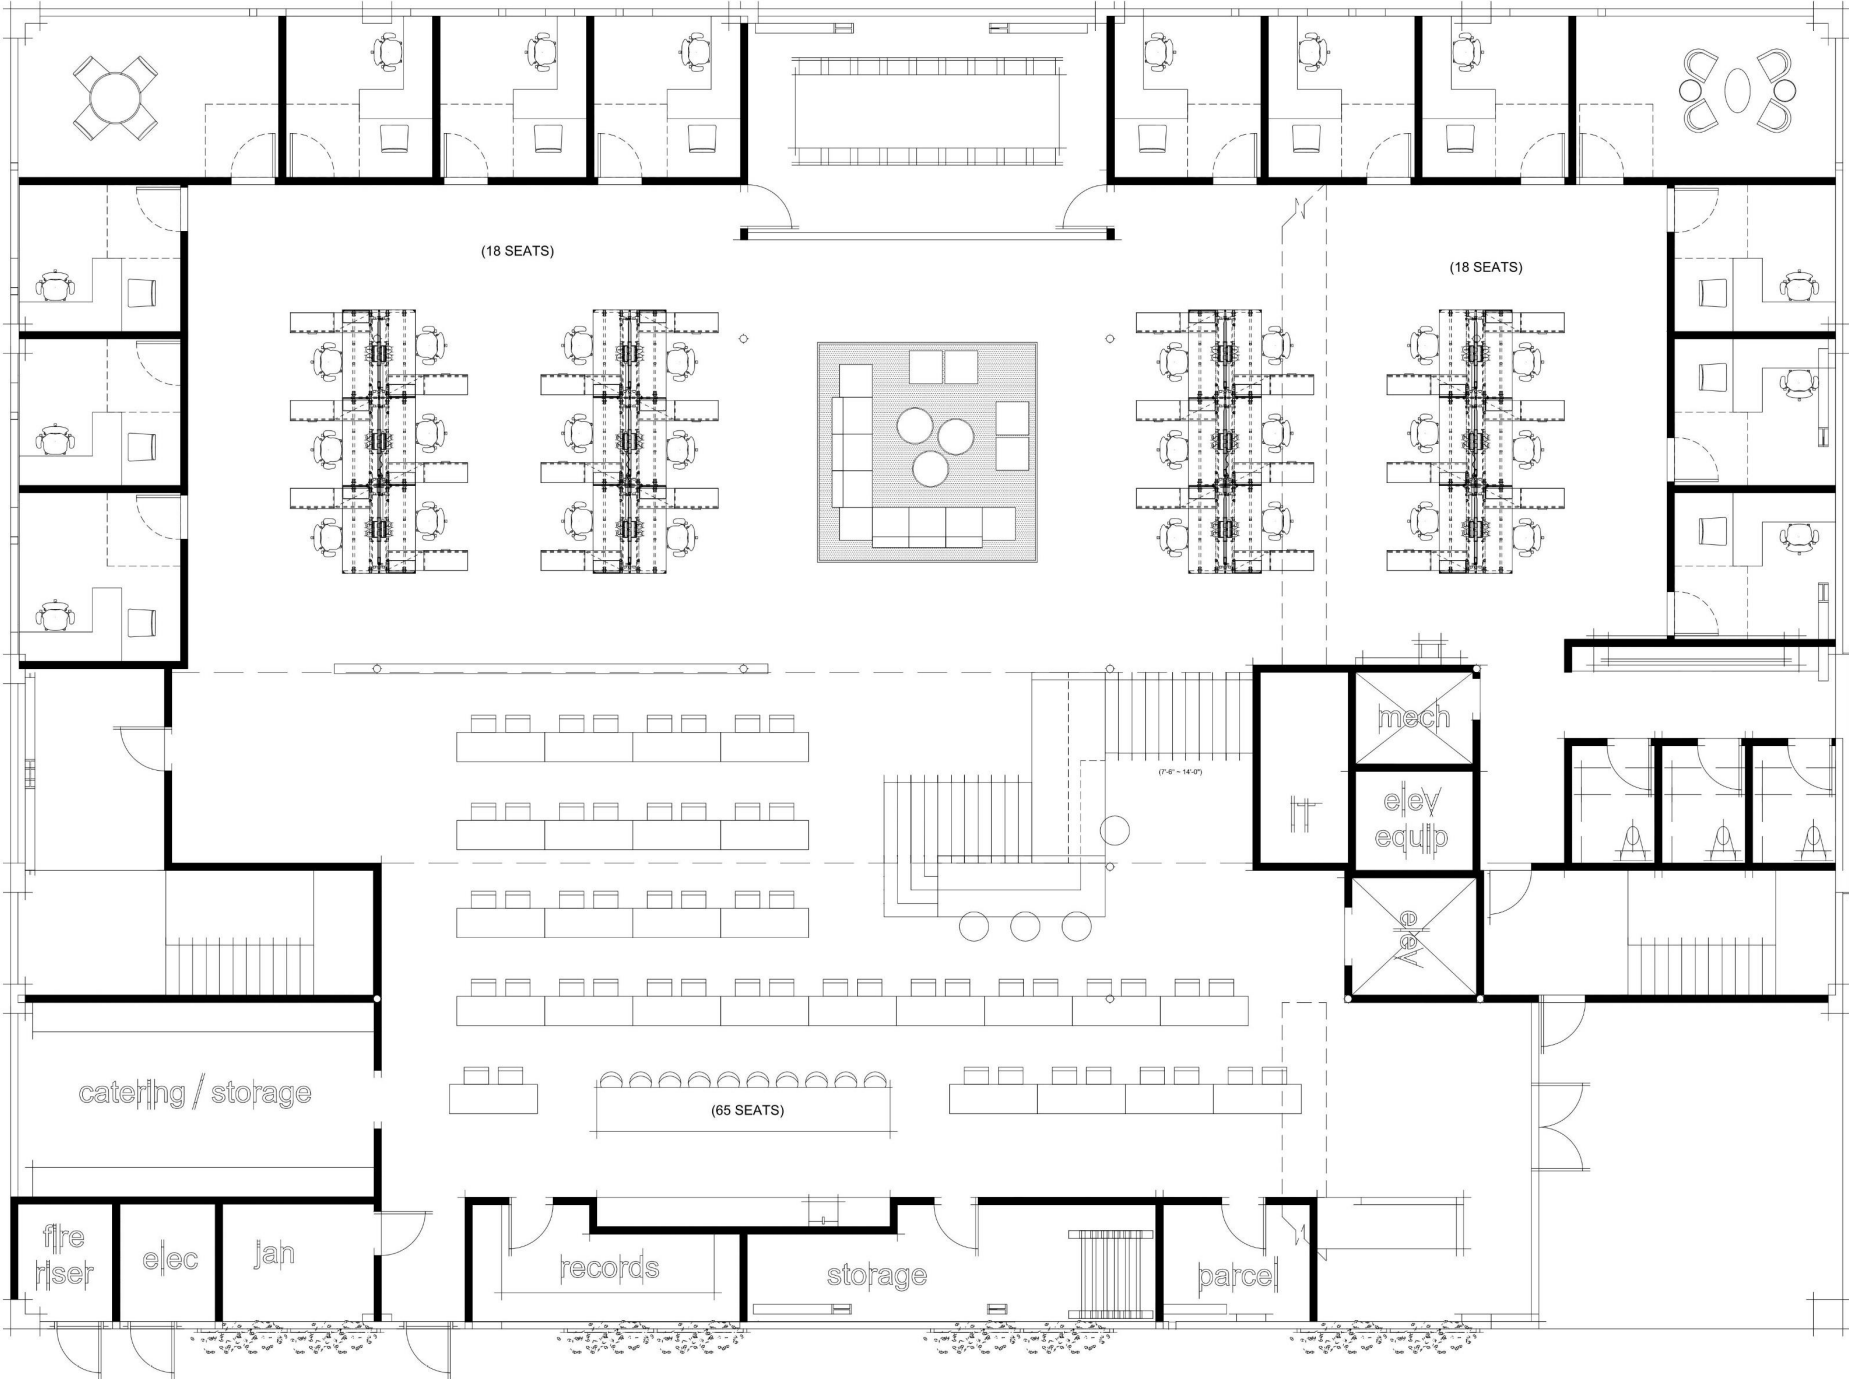 (18 SEATS)
(18 SEATS)
mech
(7'-6" ~ 14'-0")
IT
elev
equip
elev
catering / storage
(65 SEATS)
fire
riser
elec
jan
records
storage
parcel